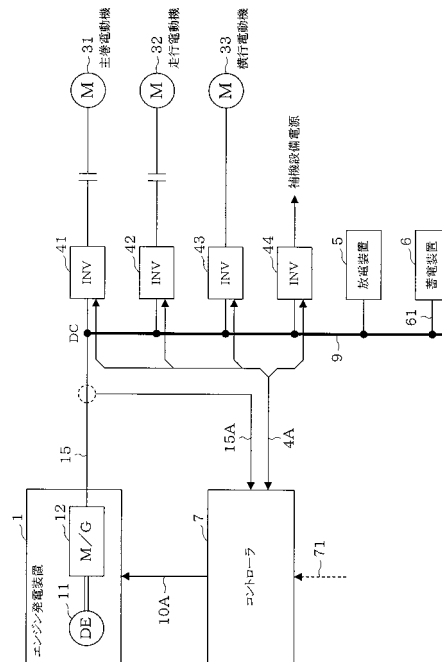 エンジン発電装置
1
DE
11
M/G
12
15
10A
コントローラ
7
71
15A
4A
DC
9
INV
41
INV
42
INV
43
INV
44
M
31
主巻電動機
M
32
走行電動機
M
33
横行電動機
補機設備電源
放電装置
5
蓄電装置
6
61